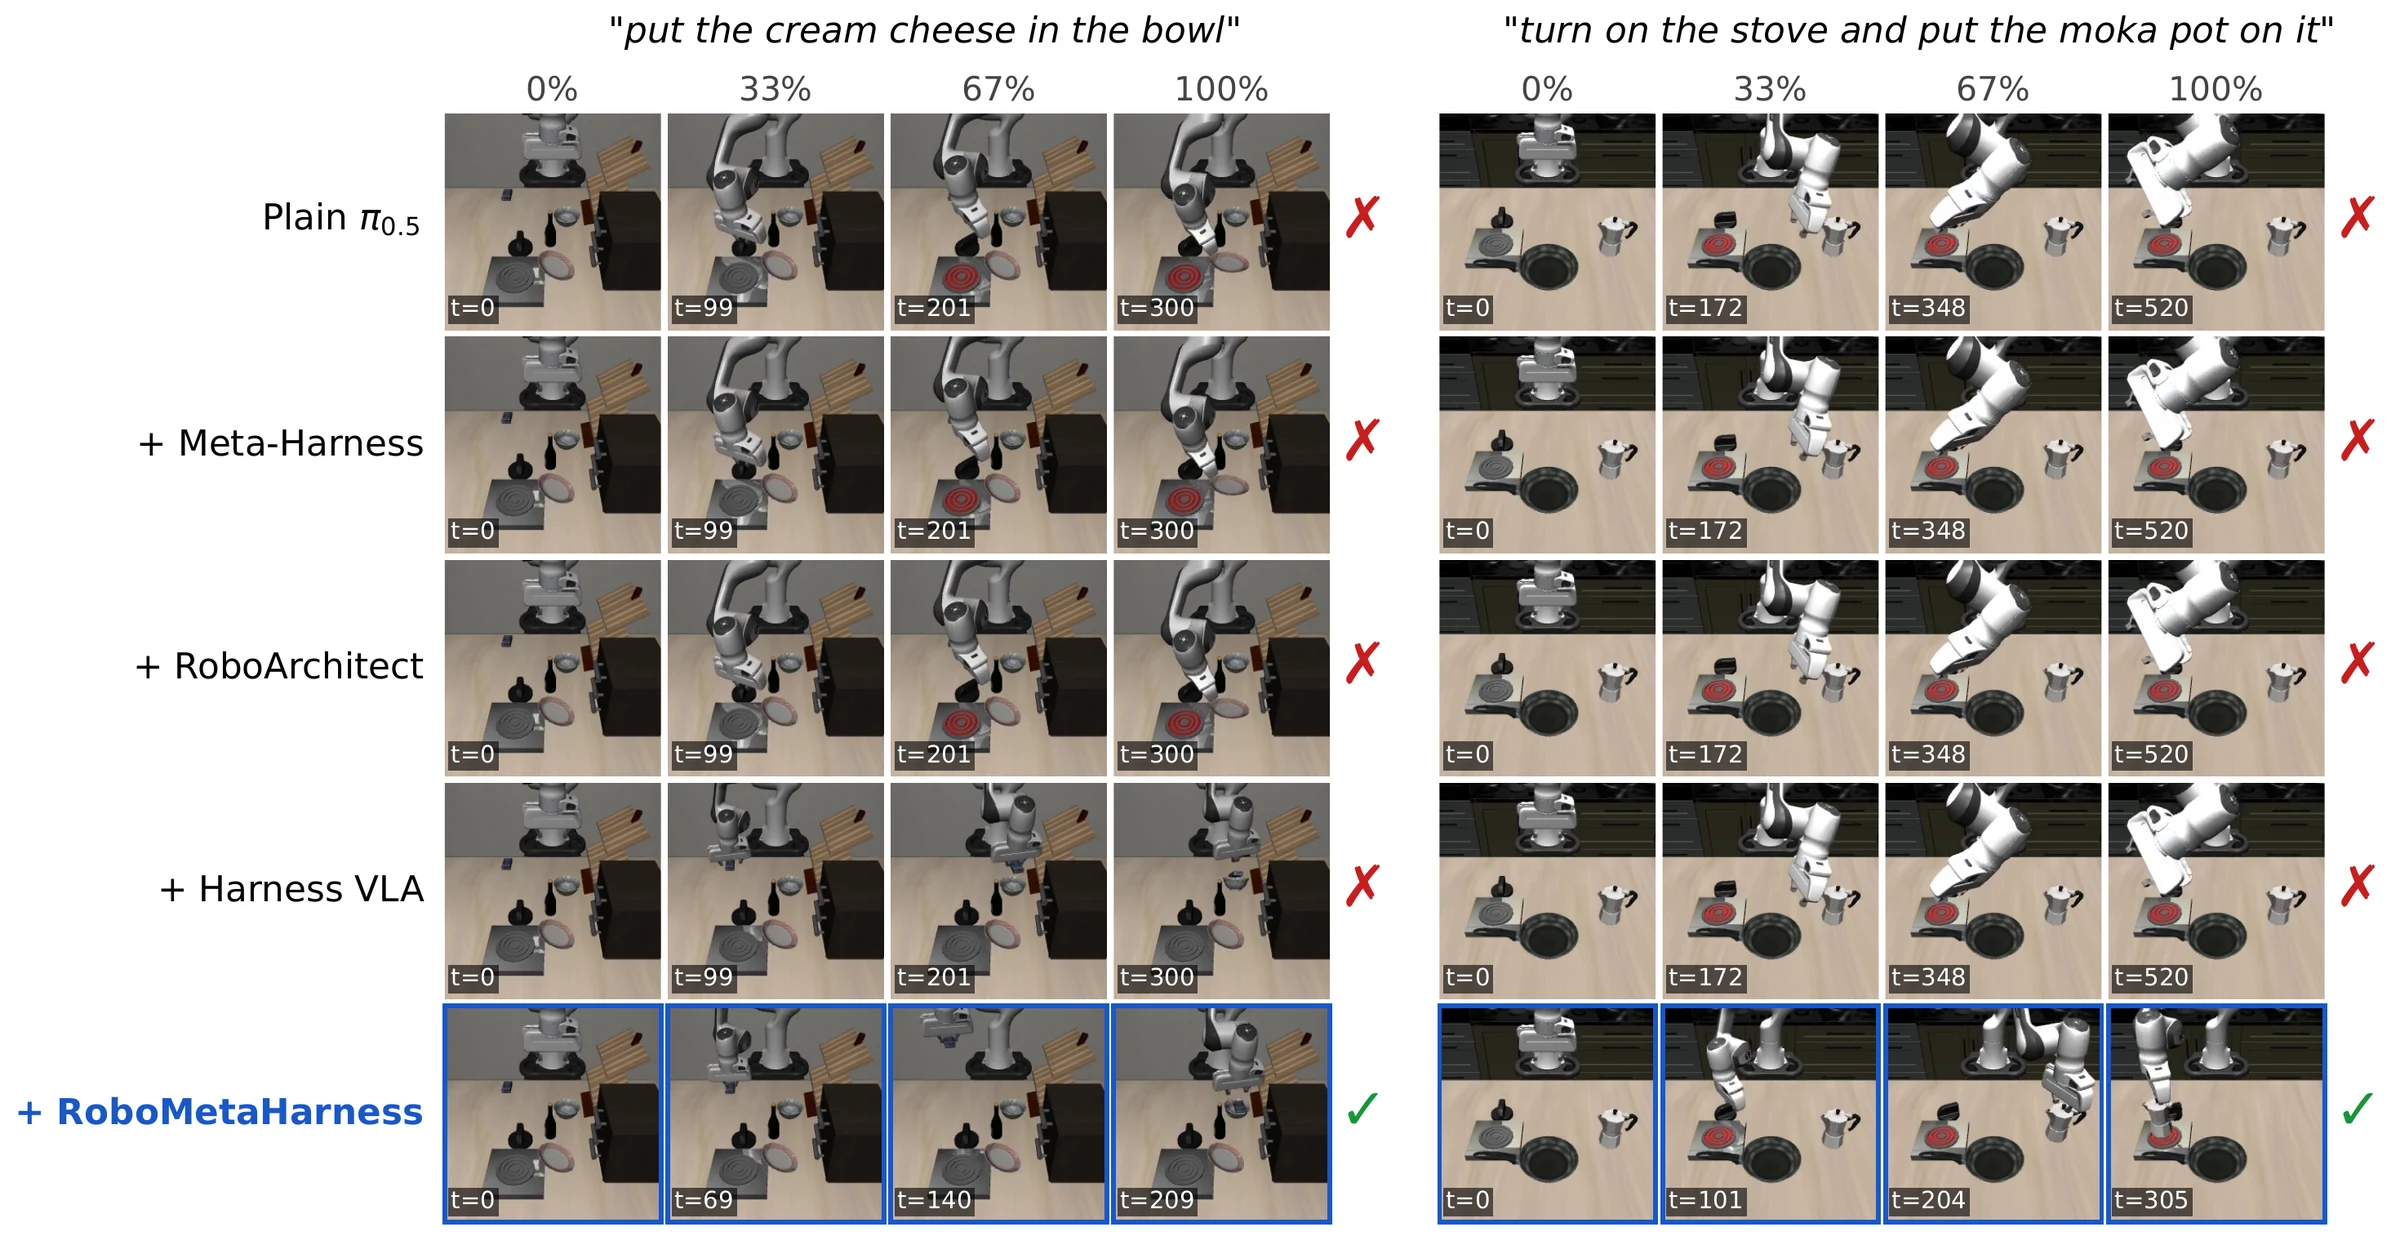 "put the cream cheese in the bowl" "turn on the stove and put the moka pot on it"
0% 33% 67% 100% 0% 33% 67% 100%
Plain π0.5 ✗ ✗
t=0 t=99 t=201 t=300 t=0 t=172 t=348 t=520
+ Meta-Harness ✗ ✗
t=0 t=99 t=201 t=300 t=0 t=172 t=348 t=520
+ RoboArchitect ✗ ✗
t=0 t=99 t=201 t=300 t=0 t=172 t=348 t=520
+ Harness VLA ✗ ✗
t=0 t=99 t=201 t=300 t=0 t=172 t=348 t=520
+ RoboMetaHarness ✓ ✓
t=0 t=69 t=140 t=209 t=0 t=101 t=204 t=305